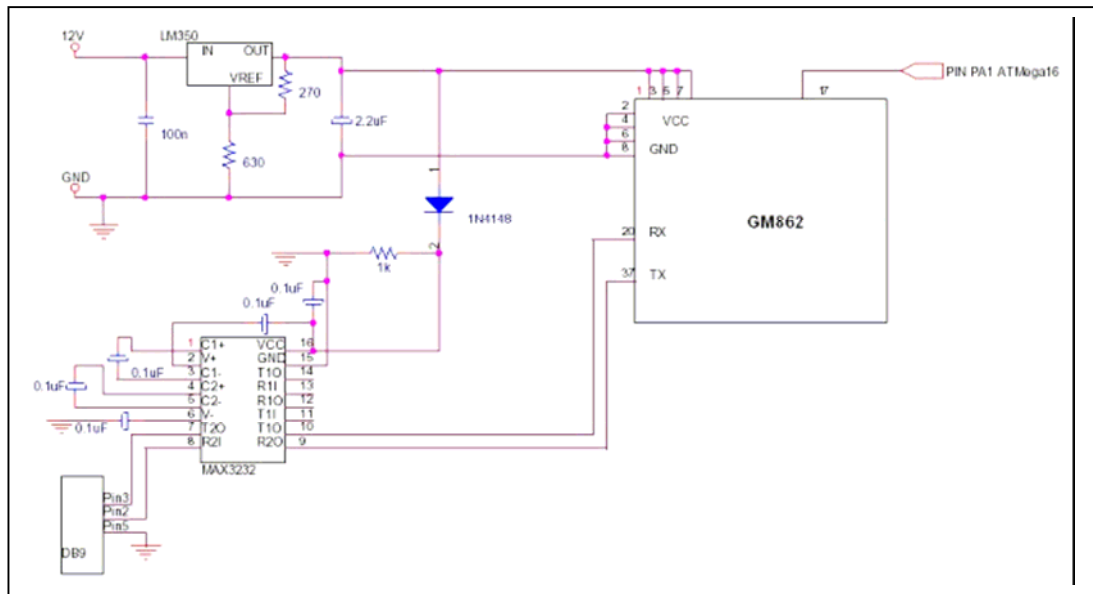 12V
LM350
IN OUT
VREF
270
2.2uF
100n
630
GND
PIN PA1 ATMega16
1 3 5 7
17
2
4
6
8
VCC
GND
GM862
20 RX
37 TX
1
1N4148
2
1k
0.1uF
0.1uF
0.1uF
0.1uF
0.1uF
1 C1+ VCC 16
2 V+ GND 15
3 C1- T1O 14
4 C2+ R1I 13
5 C2- R1O 12
6 V- T1I 11
7 T2O T1O 10
8 R2I R2O 9
MAX3232
Pin3
Pin2
Pin5
DB9